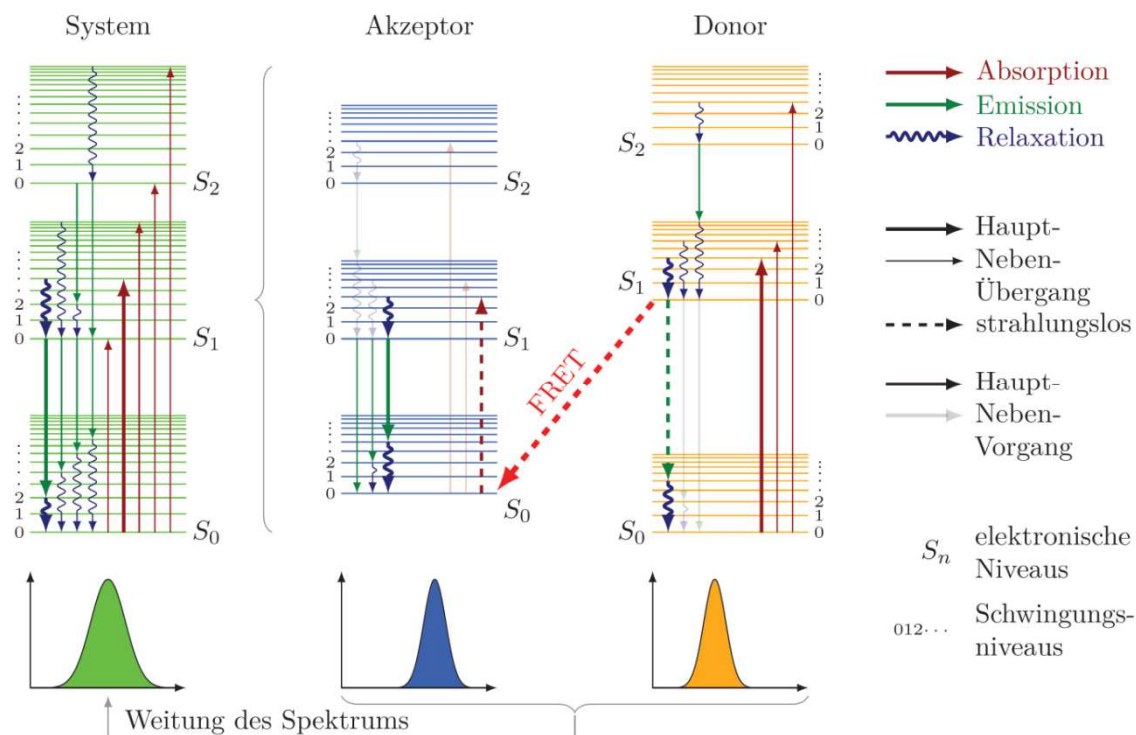 System
Akzeptor
Donor
2
1
0
S2
2
1
0
S1
2
1
0
S0
2
1
0
S2
2
1
0
S1
2
1
0
S0
FRET
S2
2
1
0
S1
2
1
0
S0
2
1
0
Absorption
Emission
Relaxation
Haupt-
Neben-
Übergang
strahlungslos
Haupt-
Neben-
Vorgang
Sn elektronische
Niveaus
012··· Schwingungs-
niveaus
Weitung des Spektrums